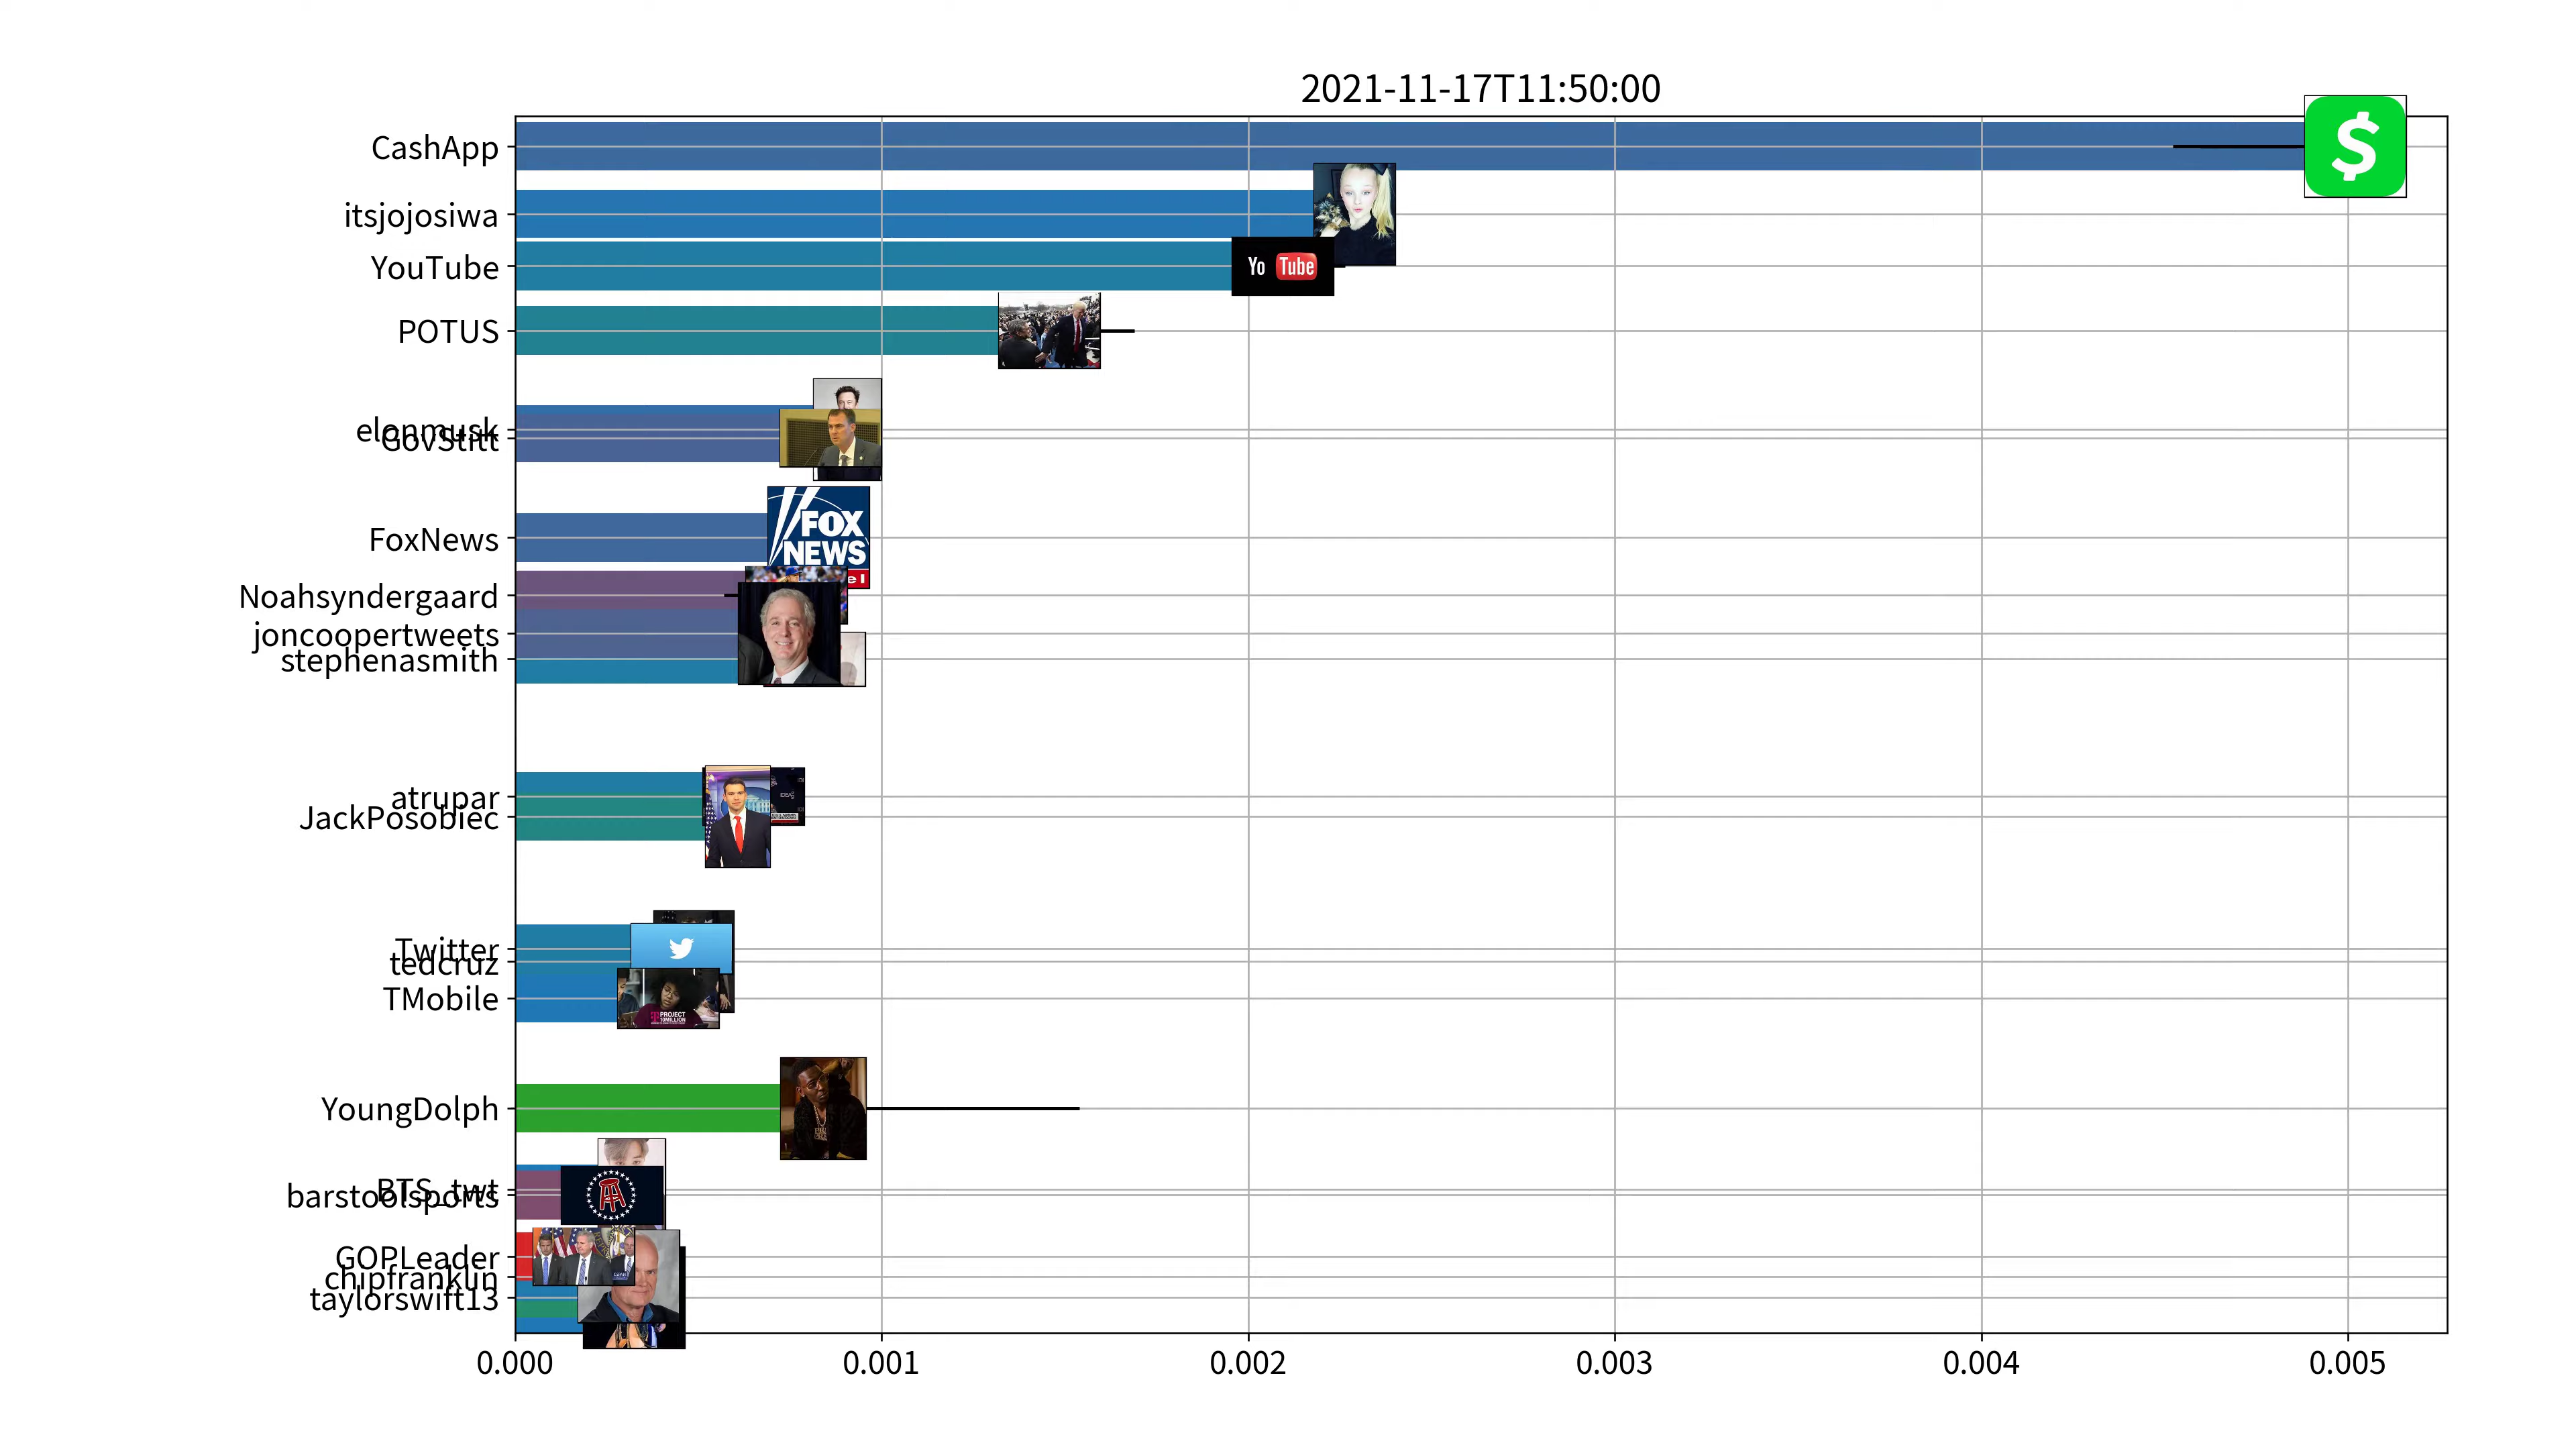 2021-11-17T11:50:00
CashApp
$
itsjojosiwa
YouTube
Yo Tube
POTUS
elonmusk
GovStitt
FoxNews
FOX
NEWS
Noahsyndergaard
joncoopertweets
stephenasmith
atrupar
JackPosobiec
Twitter
tedcruz
TMobile
PROJECT
10MILLION
YoungDolph
BTS_twt
barstoolsports
GOPLeader
chipfranklin
taylorswift13
0.000 0.001 0.002 0.003 0.004 0.005